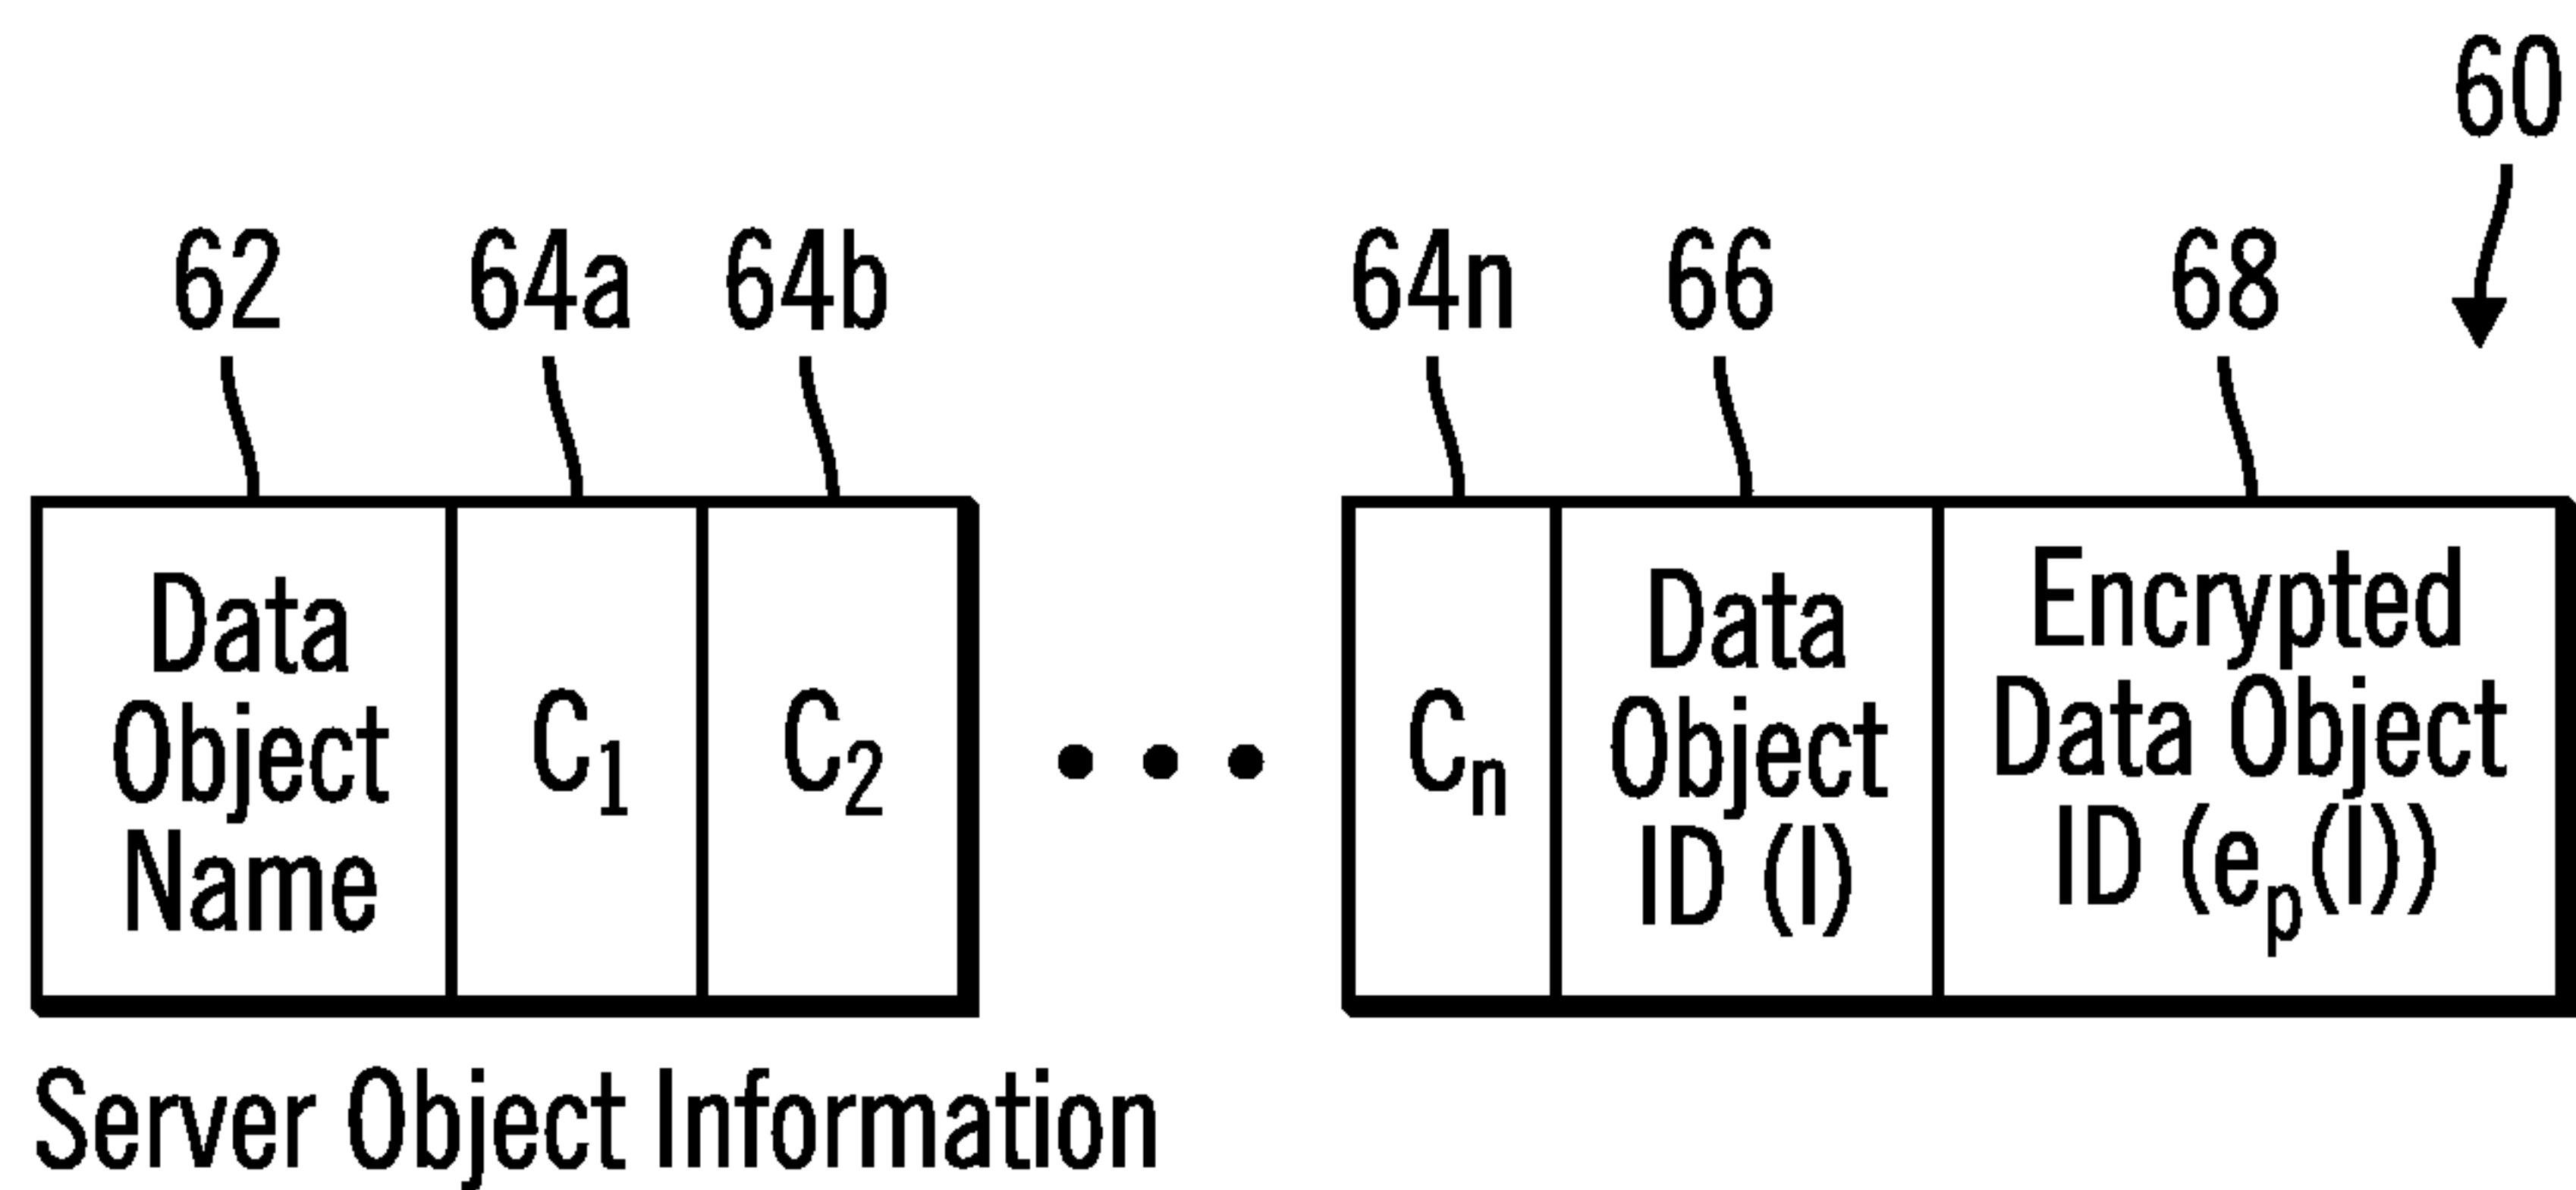 60
62 64a 64b 64n 66 68
Data
Object
Name
C1
C2
Cn
Data
Object
ID (I)
Encrypted
Data Object
ID (ep(I))
Server Object Information